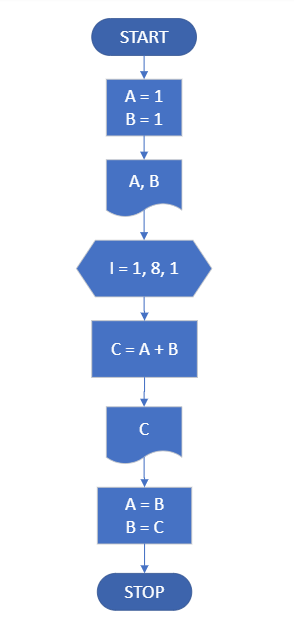 START
A = 1
B = 1
A, B
I = 1, 8, 1
C = A + B
C
A = B
B = C
STOP